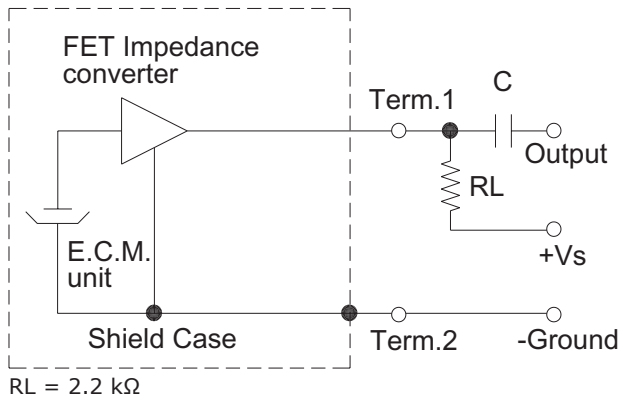 FET Impedance
converter
Term.1
C
Output
RL
+Vs
E.C.M.
unit
Shield Case
Term.2
-Ground
RL = 2.2 kΩ